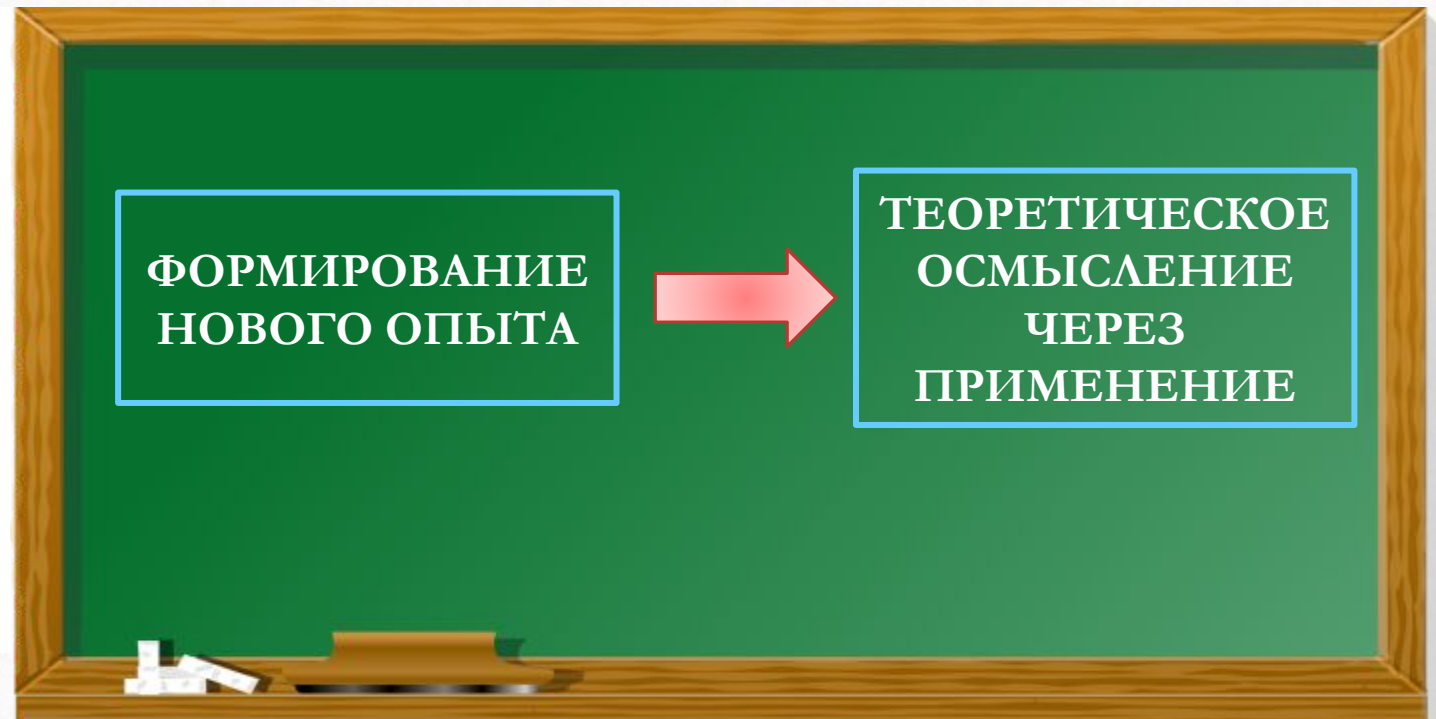 ФОРМИРОВАНИЕ
НОВОГО ОПЫТА
ТЕОРЕТИЧЕСКОЕ
ОСМЫСЛЕНИЕ
ЧЕРЕЗ
ПРИМЕНЕНИЕ